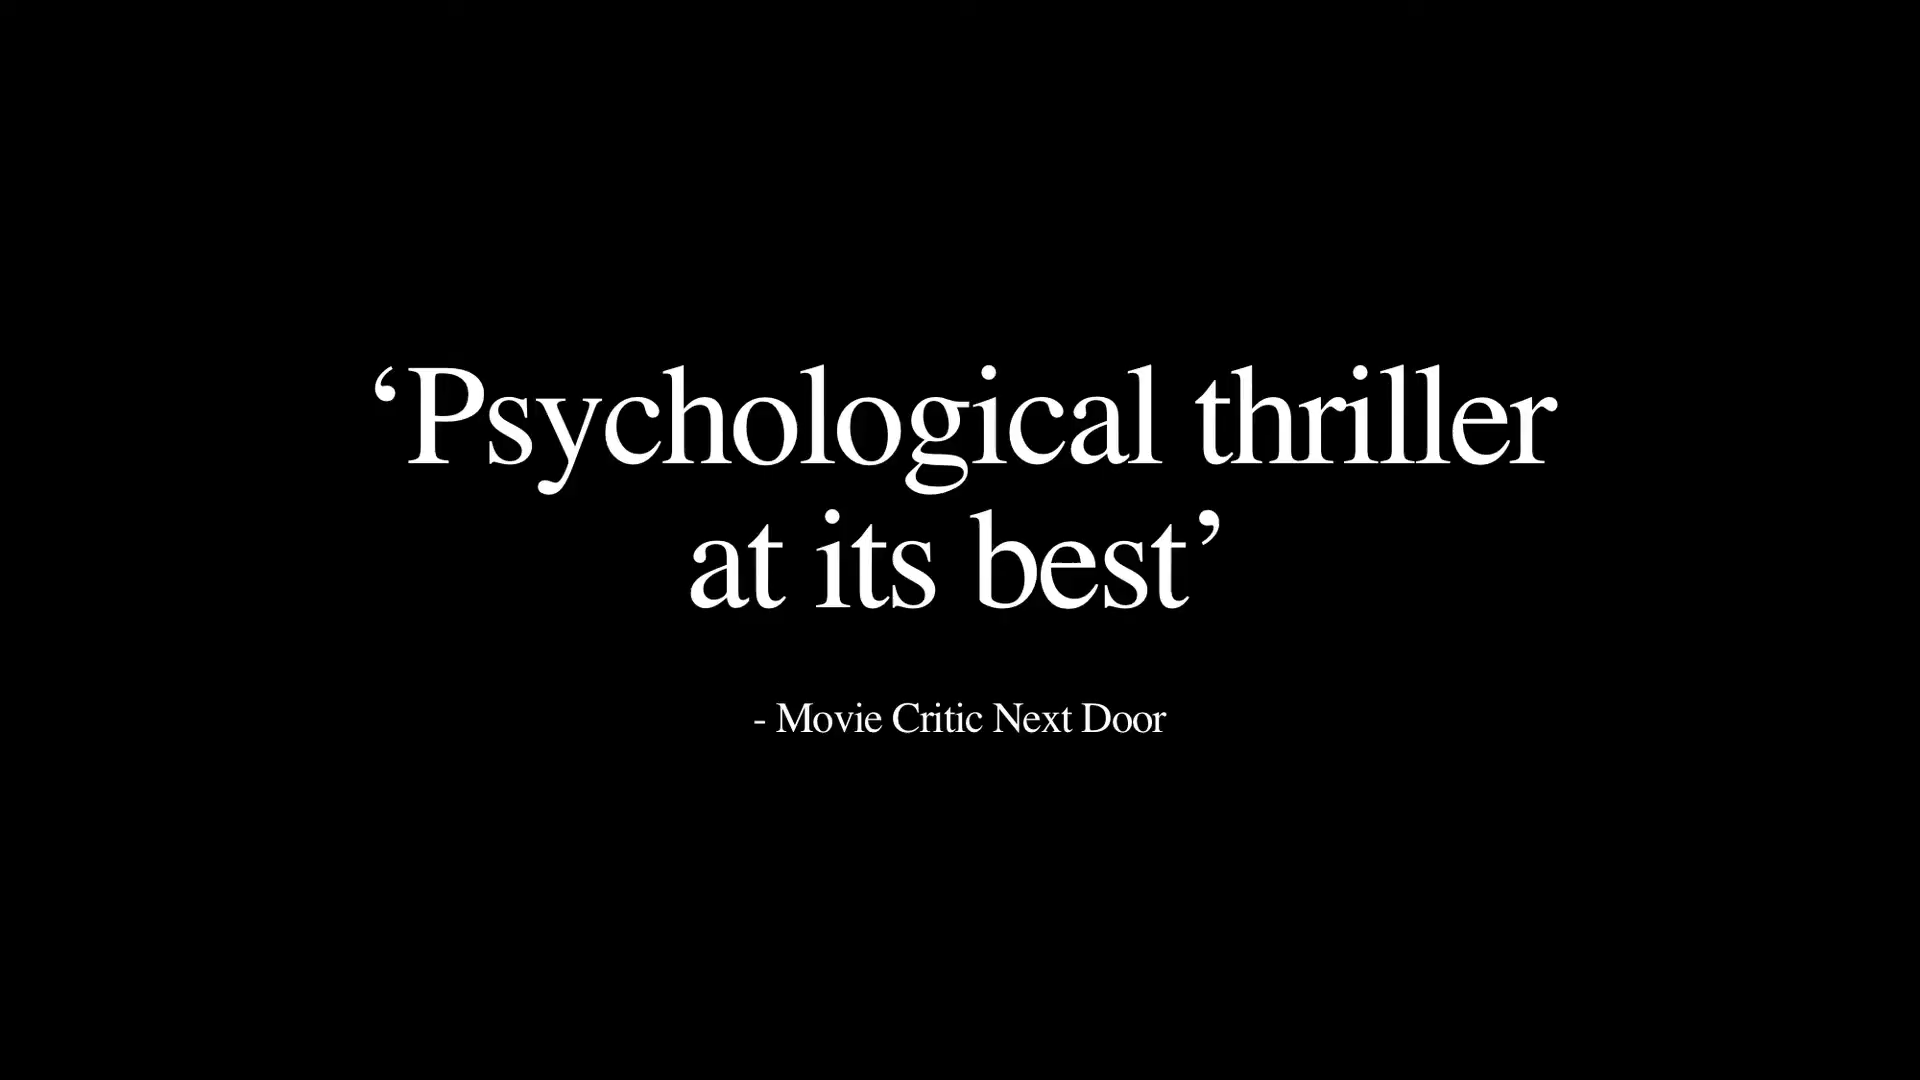 ‘Psychological thriller
at its best’
- Movie Critic Next Door